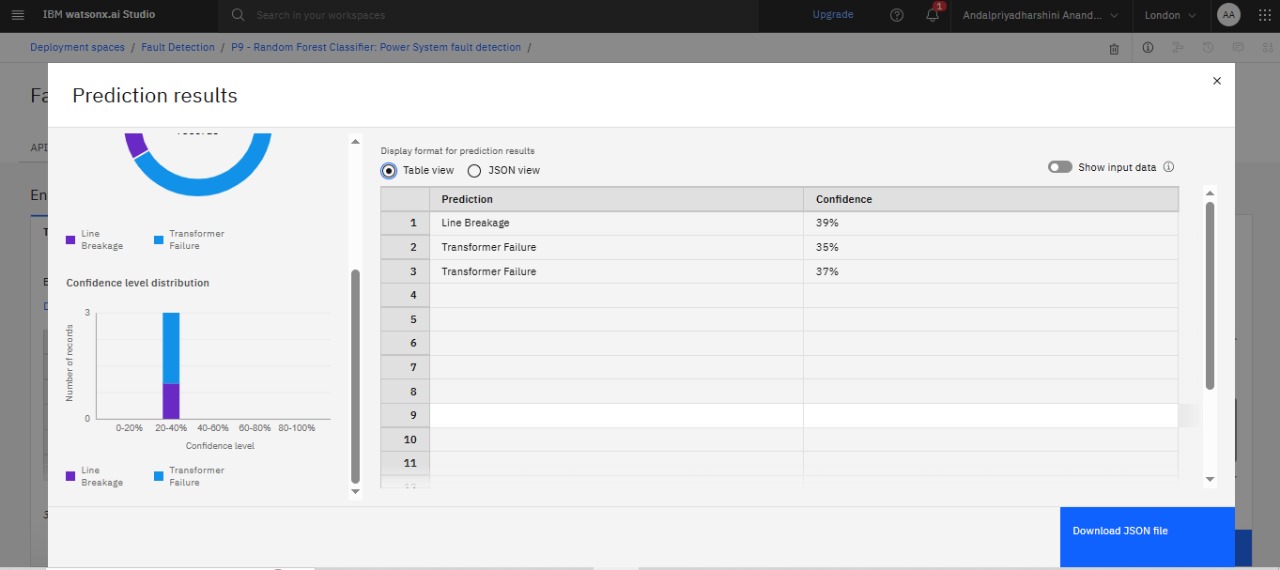 IBM watsonx.ai Studio
Search in your workspaces
Upgrade
1
Andalpriyadharshini Anand...
London
AA
Deployment spaces / Fault Detection / P9 - Random Forest Classifier: Power System fault detection /
Prediction results
API
En
Line Breakage
Transformer Failure
Confidence level distribution
Number of records
3
0
0-20% 20-40% 40-60% 60-80% 80-100%
Confidence level
Line Breakage
Transformer Failure
Display format for prediction results
Table view
JSON view
Show input data
Prediction Confidence
1 Line Breakage 39%
2 Transformer Failure 35%
3 Transformer Failure 37%
4
5
6
7
8
9
10
11
Download JSON file